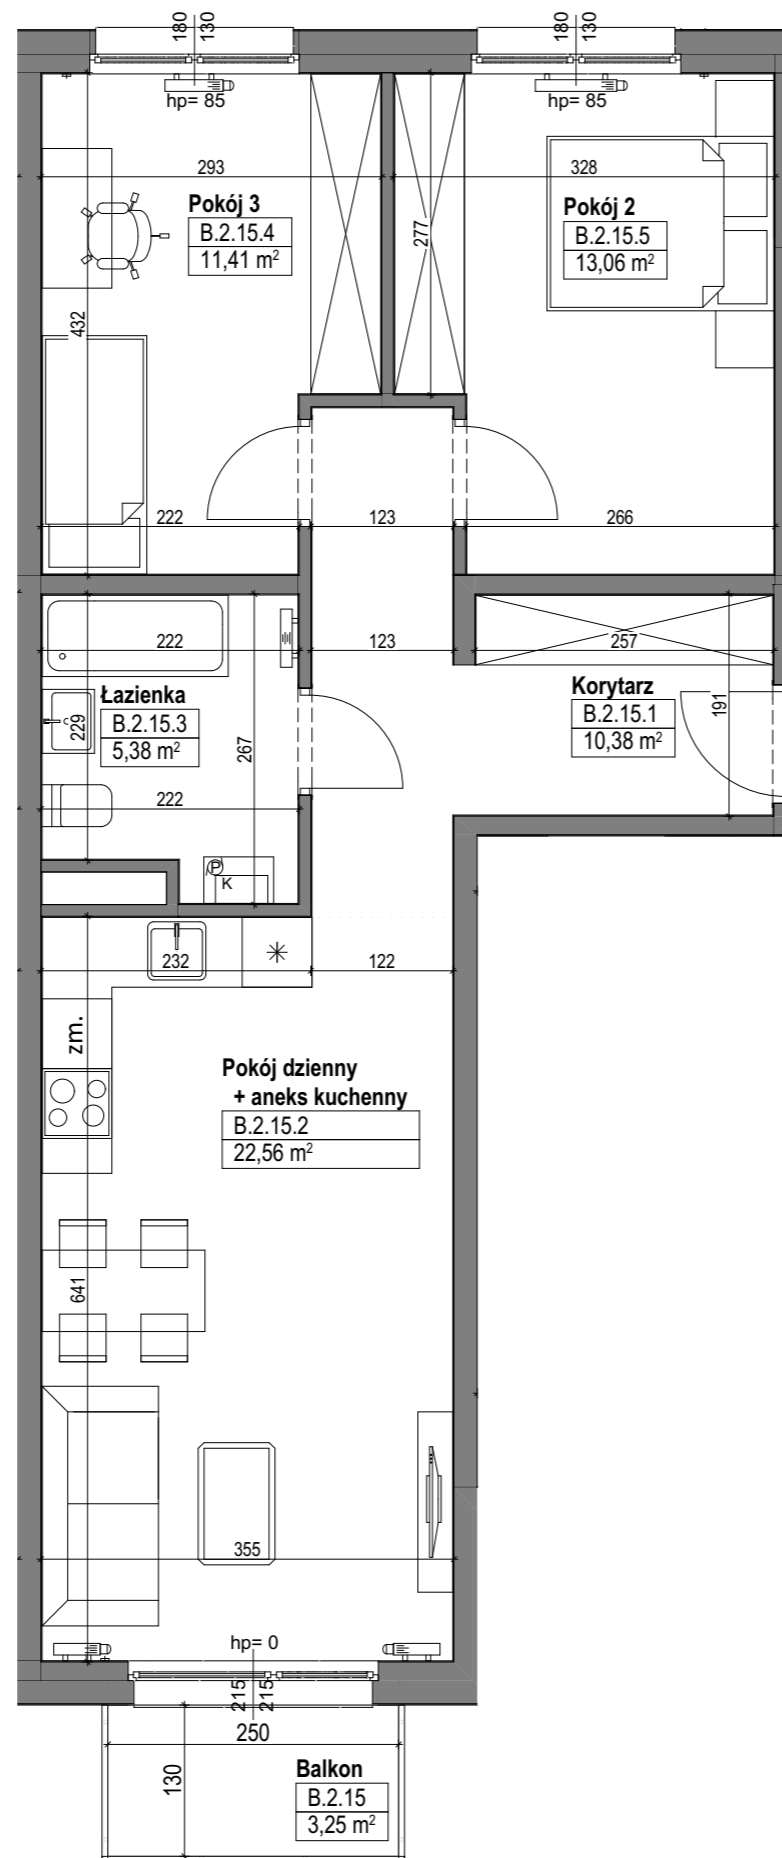 180
130
180
130
hp= 85
hp= 85
293
328
Pokój 3
B.2.15.4
11,41 m²
Pokój 2
B.2.15.5
13,06 m²
277
432
222
123
266
222
123
257
Łazienka
B.2.15.3
5,38 m²
229
267
Korytarz
B.2.15.1
10,38 m²
191
222
P
K
232
122
zm.
Pokój dzienny
+ aneks kuchenny
B.2.15.2
22,56 m²
641
355
hp= 0
215
215
250
130
Balkon
B.2.15
3,25 m²